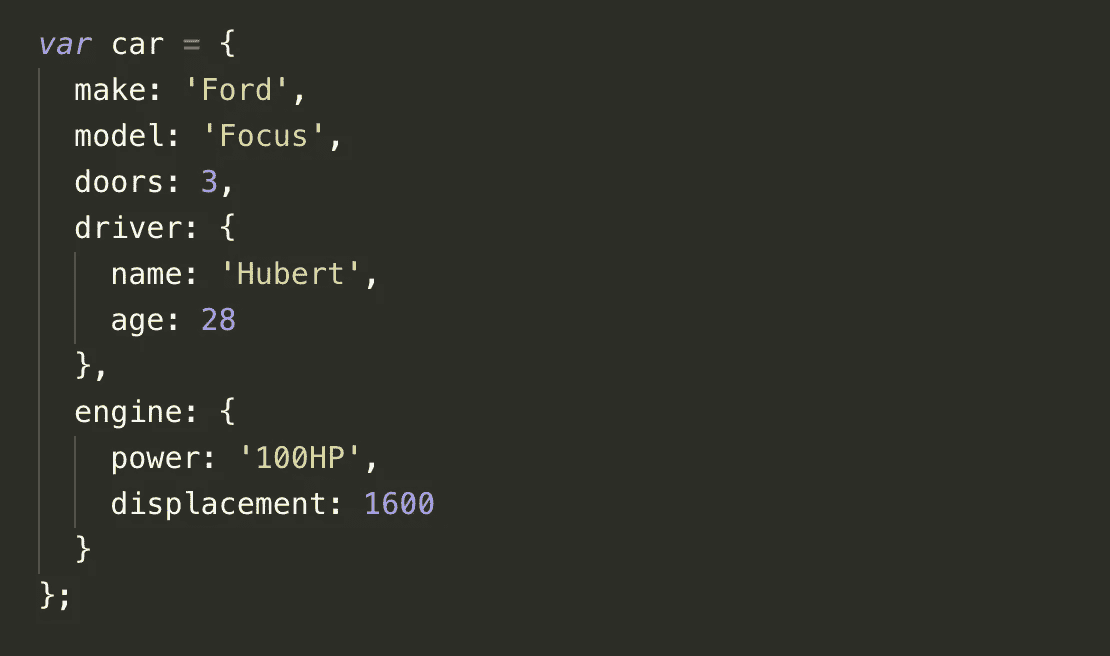 var car = {
  make: 'Ford',
  model: 'Focus',
  doors: 3,
  driver: {
    name: 'Hubert',
    age: 28
  },
  engine: {
    power: '100HP',
    displacement: 1600
  }
};